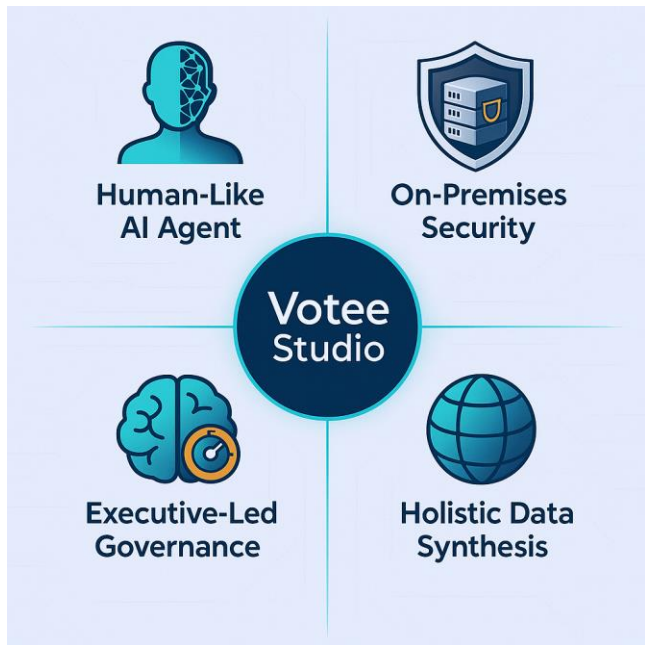 Human-Like
AI Agent
On-Premises
Security
Votee
Studio
Executive-Led
Governance
Holistic Data
Synthesis